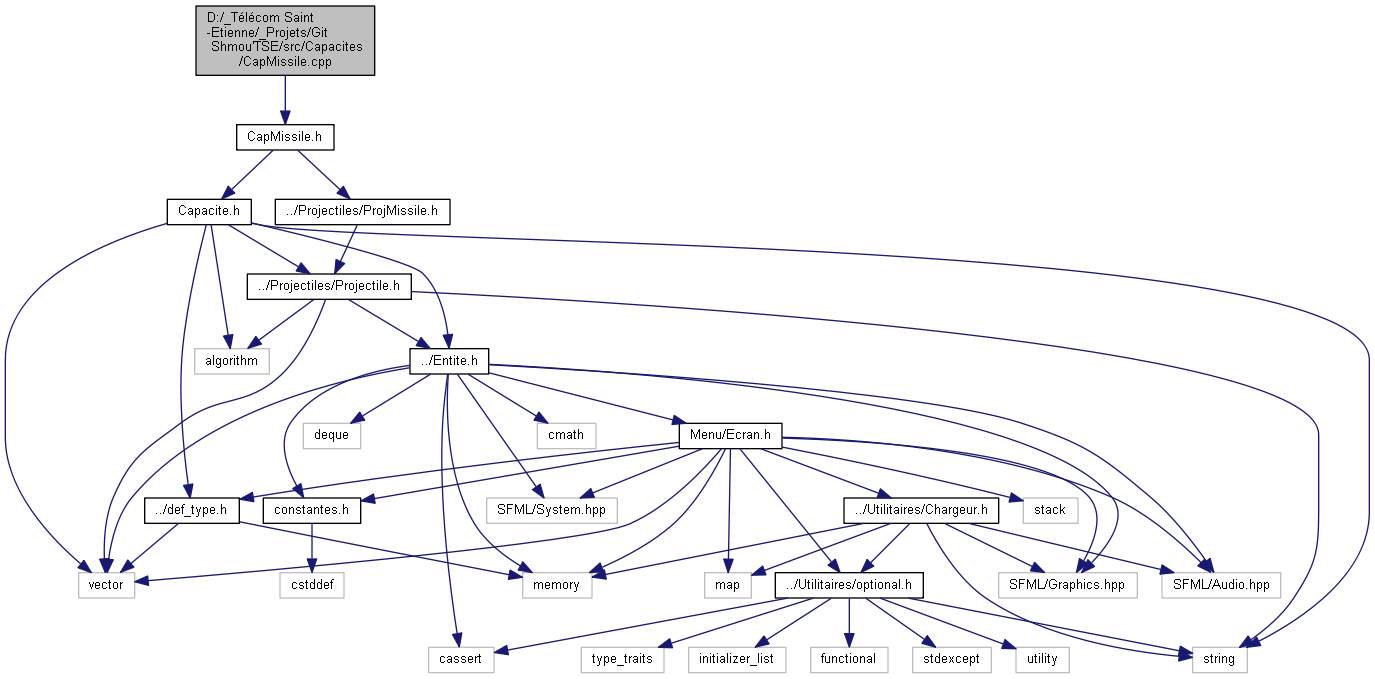 D:/_Télécom Saint
-Etienne/_Projets/Git
Shmou'TSE/src/Capacites
/CapMissile.cpp
CapMissile.h
Capacite.h
../Projectiles/ProjMissile.h
../Projectiles/Projectile.h
algorithm
../Entite.h
deque
cmath
Menu/Ecran.h
../def_type.h
constantes.h
SFML/System.hpp
../Utilitaires/Chargeur.h
stack
vector
cstddef
memory
map
../Utilitaires/optional.h
SFML/Graphics.hpp
SFML/Audio.hpp
cassert
type_traits
initializer_list
functional
stdexcept
utility
string